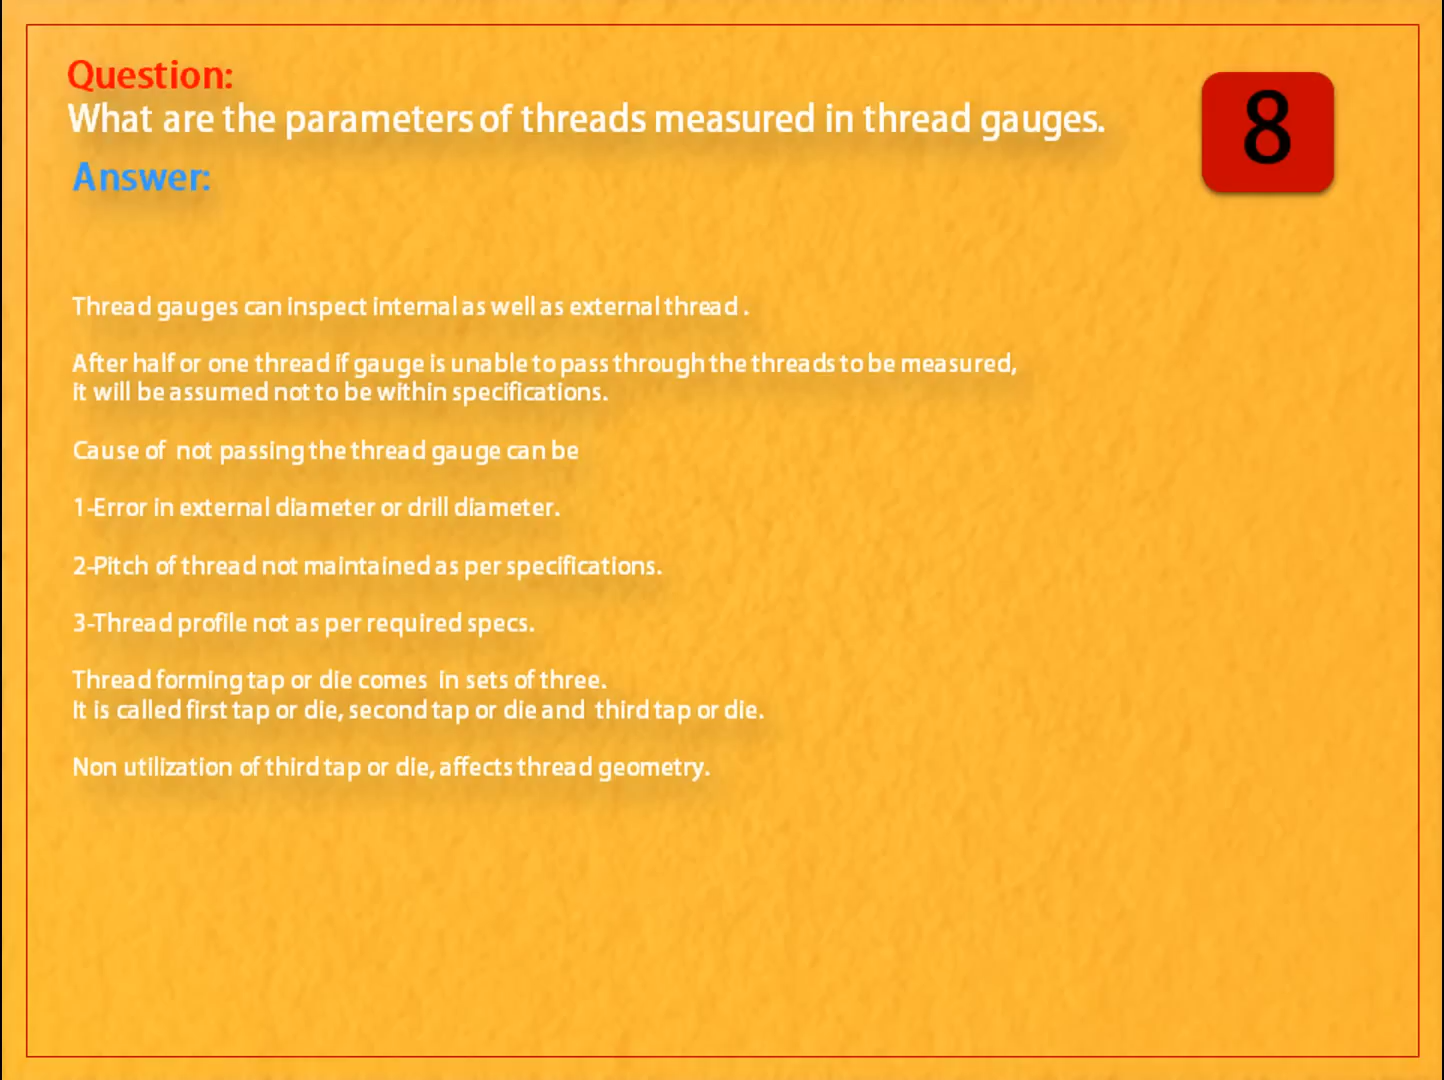 Question:
What are the parameters of threads measured in thread gauges.
8
Answer:
Thread gauges can inspect internal as well as external thread .
After half or one thread if gauge is unable to pass through the threads to be measured,
it will be assumed not to be within specifications.
Cause of not passing the thread gauge can be
1-Error in external diameter or drill diameter.
2-Pitch of thread not maintained as per specifications.
3-Thread profile not as per required specs.
Thread forming tap or die comes in sets of three.
It is called first tap or die, second tap or die and third tap or die.
Non utilization of third tap or die, affects thread geometry.